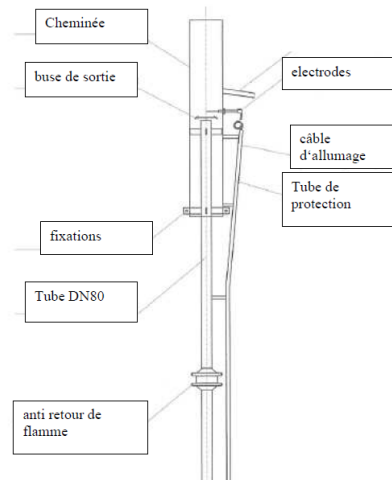 Cheminée
buse de sortie
electrodes
câble
d'allumage
Tube de
protection
fixations
Tube DN80
anti retour de
flamme